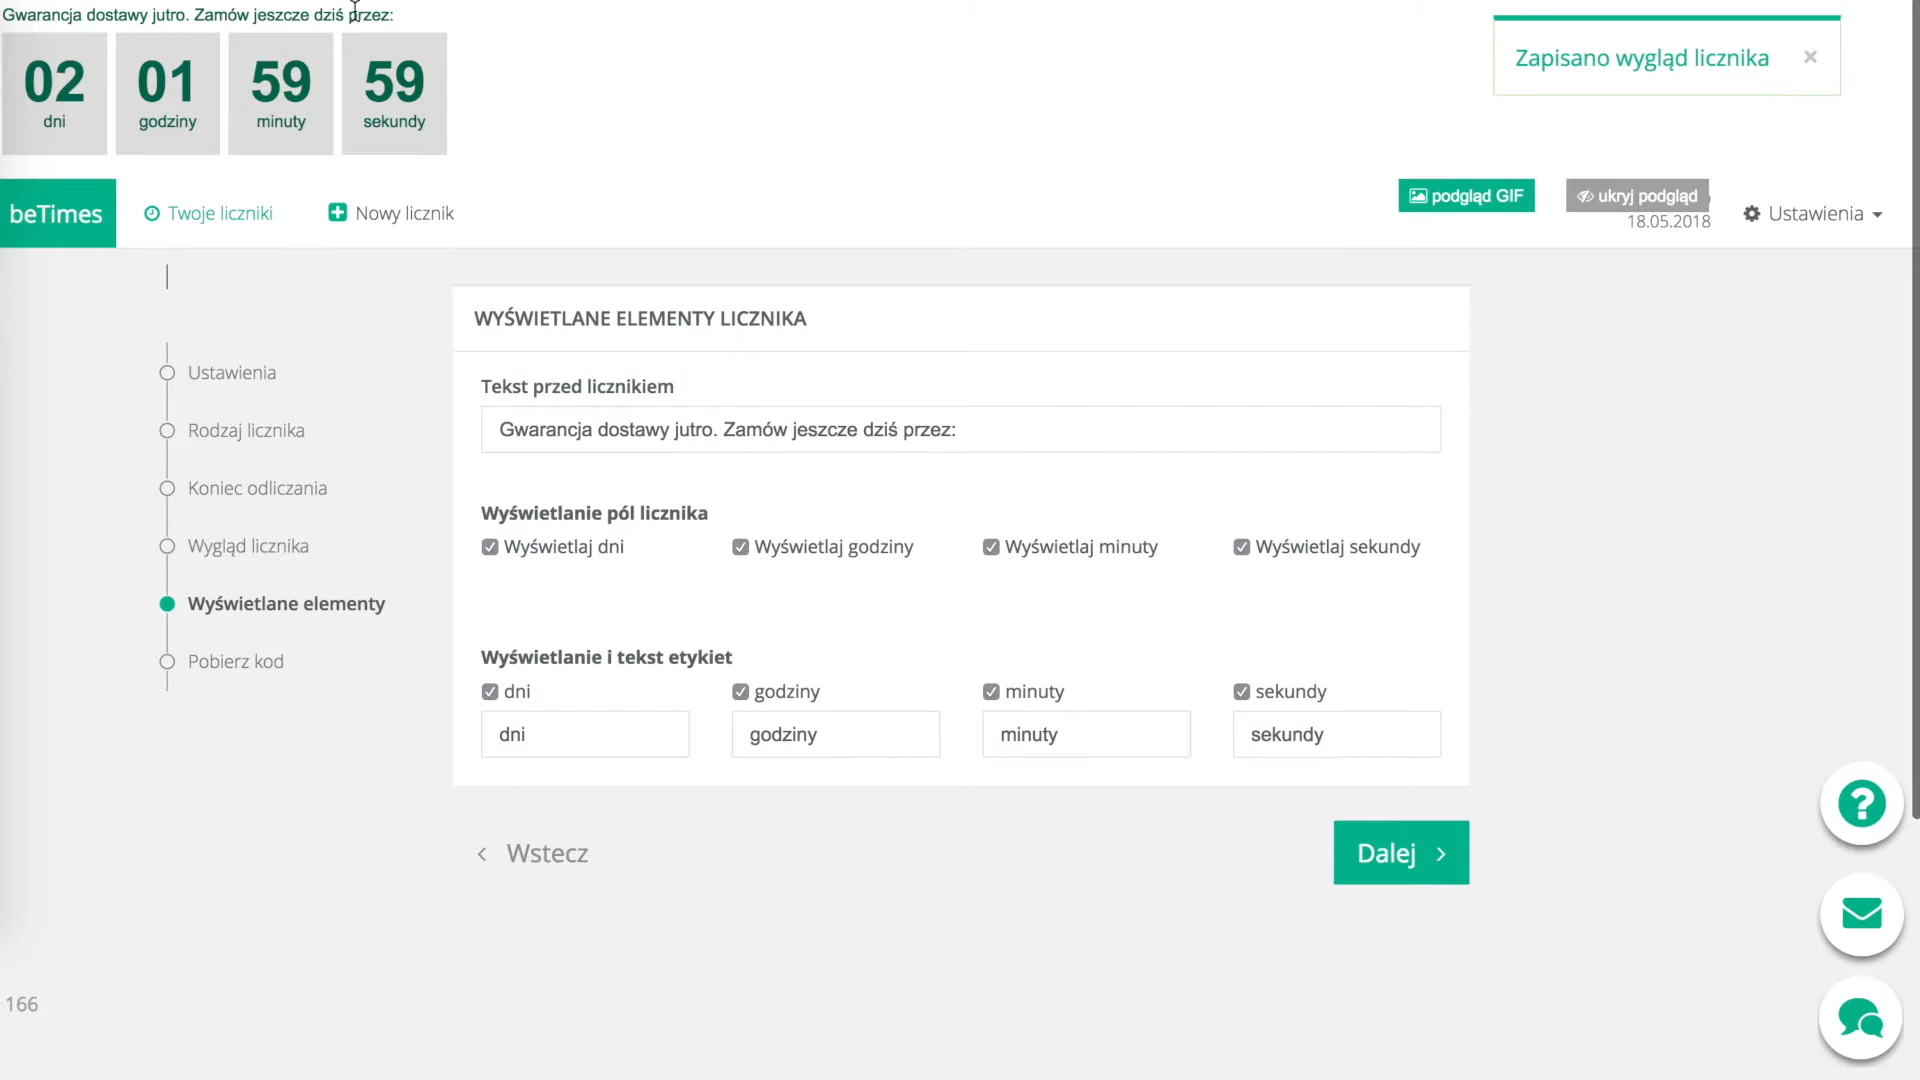 Gwarancja dostawy jutro. Zamów jeszcze dziś przez:
02 01 59 59
dni godziny minuty sekundy
Zapisano wygląd licznika ×
beTimes
Twoje liczniki
Nowy licznik
podgląd GIF
ukryj podgląd
18.05.2018
Ustawienia
Ustawienia
Rodzaj licznika
Koniec odliczania
Wygląd licznika
Wyświetlane elementy
Pobierz kod
WYŚWIETLANE ELEMENTY LICZNIKA
Tekst przed licznikiem
Gwarancja dostawy jutro. Zamów jeszcze dziś przez:
Wyświetlanie pól licznika
Wyświetlaj dni Wyświetlaj godziny Wyświetlaj minuty Wyświetlaj sekundy
Wyświetlanie i tekst etykiet
dni godziny minuty sekundy
dni godziny minuty sekundy
Wstecz
Dalej
166